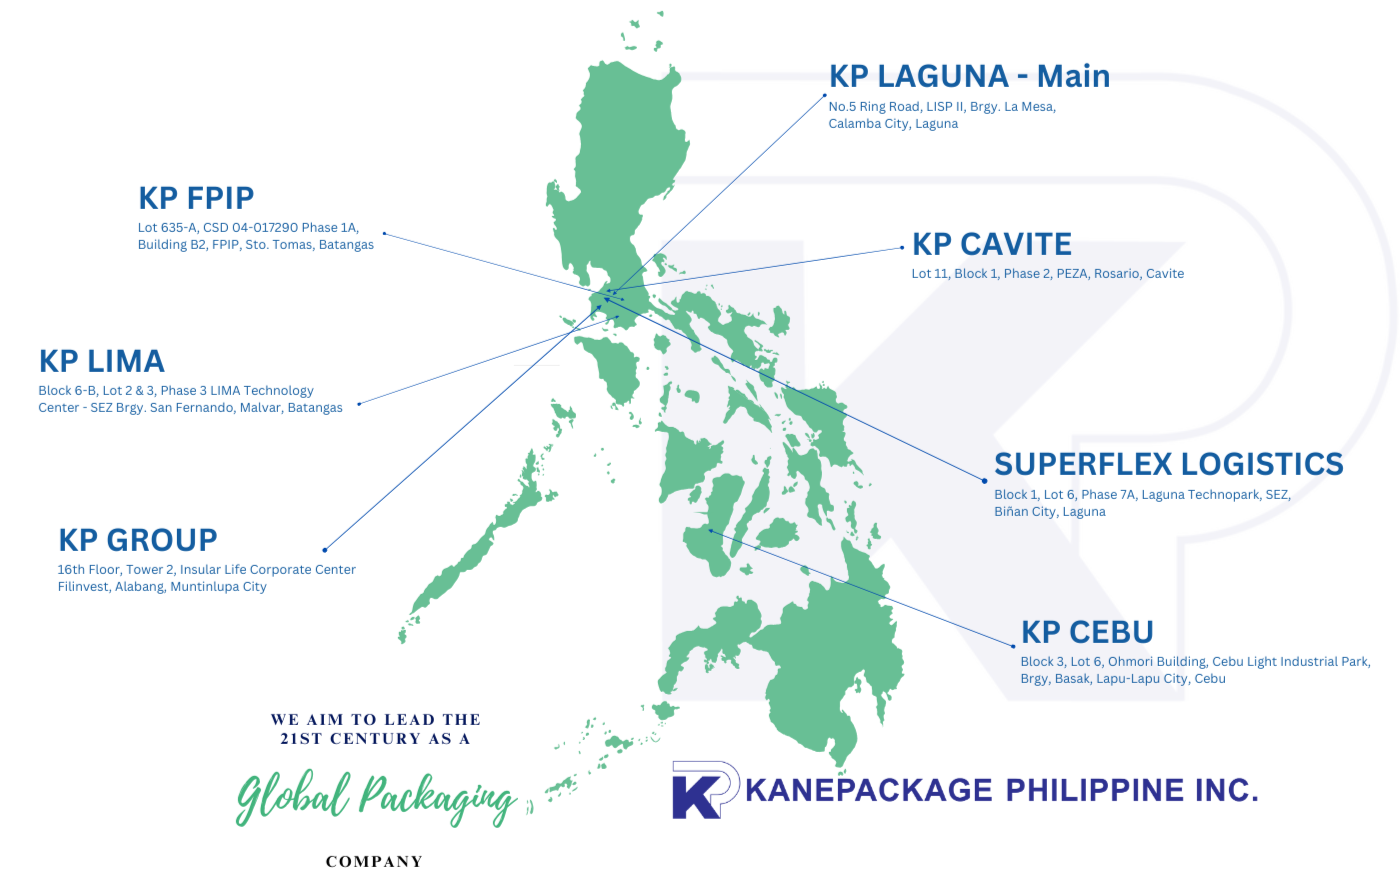 KP LAGUNA - Main
No.5 Ring Road, LISP II, Brgy. La Mesa,
Calamba City, Laguna
KP FPIP
Lot 635-A, CSD 04-017290 Phase 1A,
Building B2, FPIP, Sto. Tomas, Batangas
KP CAVITE
Lot 11, Block 1, Phase 2, PEZA, Rosario, Cavite
KP LIMA
Block 6-B, Lot 2 & 3, Phase 3 LIMA Technology
Center - SEZ Brgy. San Fernando, Malvar, Batangas
SUPERFLEX LOGISTICS
Block 1, Lot 6, Phase 7A, Laguna Technopark, SEZ,
Biñan City, Laguna
KP GROUP
16th Floor, Tower 2, Insular Life Corporate Center
Filinvest, Alabang, Muntinlupa City
KP CEBU
Block 3, Lot 6, Ohmori Building, Cebu Light Industrial Park,
Brgy, Basak, Lapu-Lapu City, Cebu
WE AIM TO LEAD THE
21ST CENTURY AS A
Global Packaging
COMPANY
KP KANEPACKAGE PHILIPPINE INC.